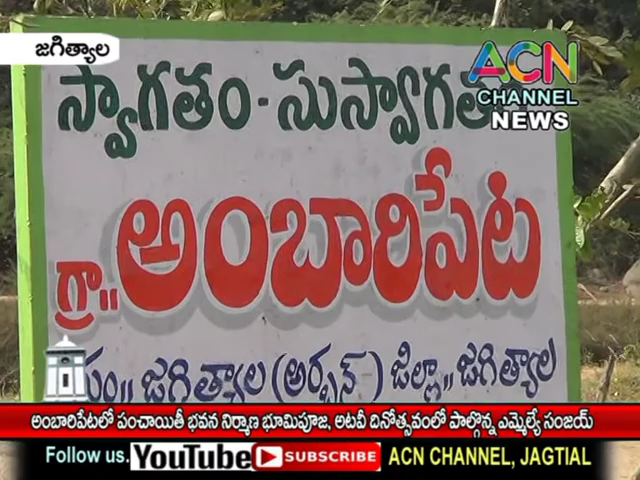 జగిత్యాల
ACN
CHANNEL
NEWS
స్వాగతం - సుస్వాగతం
గ్రా.. అంబారిపేట
మం,, జగిత్యాల (అర్బన్) జిల్లా,, జగిత్యాల
అంబారిపేటలో పంచాయితీ భవన నిర్మాణ భూమిపూజ, అటవీ దినోత్సవంలో పాల్గొన్న ఎమ్మెల్యే సంజయ్
Follow us. YouTube SUBSCRIBE ACN CHANNEL, JAGTIAL